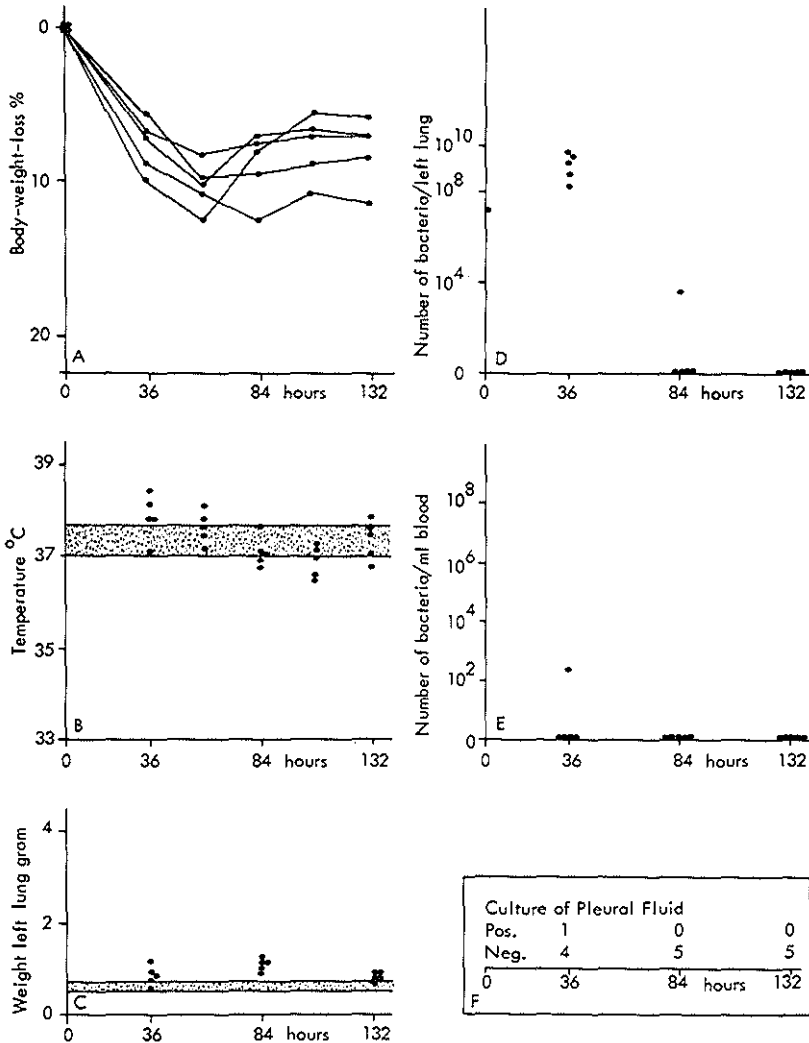 0
10
20
Body-weight-loss %
A
0 36 84 hours 132
39
37
35
33
Temperature °C
B
0 36 84 hours 132
4
2
0
Weight left lung gram
C
0 36 84 hours 132
10^10
10^8
10^4
0
Number of bacteria/left lung
D
0 36 84 hours 132
10^8
10^6
10^4
10^2
0
Number of bacteria/ml blood
E
0 36 84 hours 132
Culture of Pleural Fluid
Pos. 1 0 0
Neg. 4 5 5
0 36 84 hours 132
F